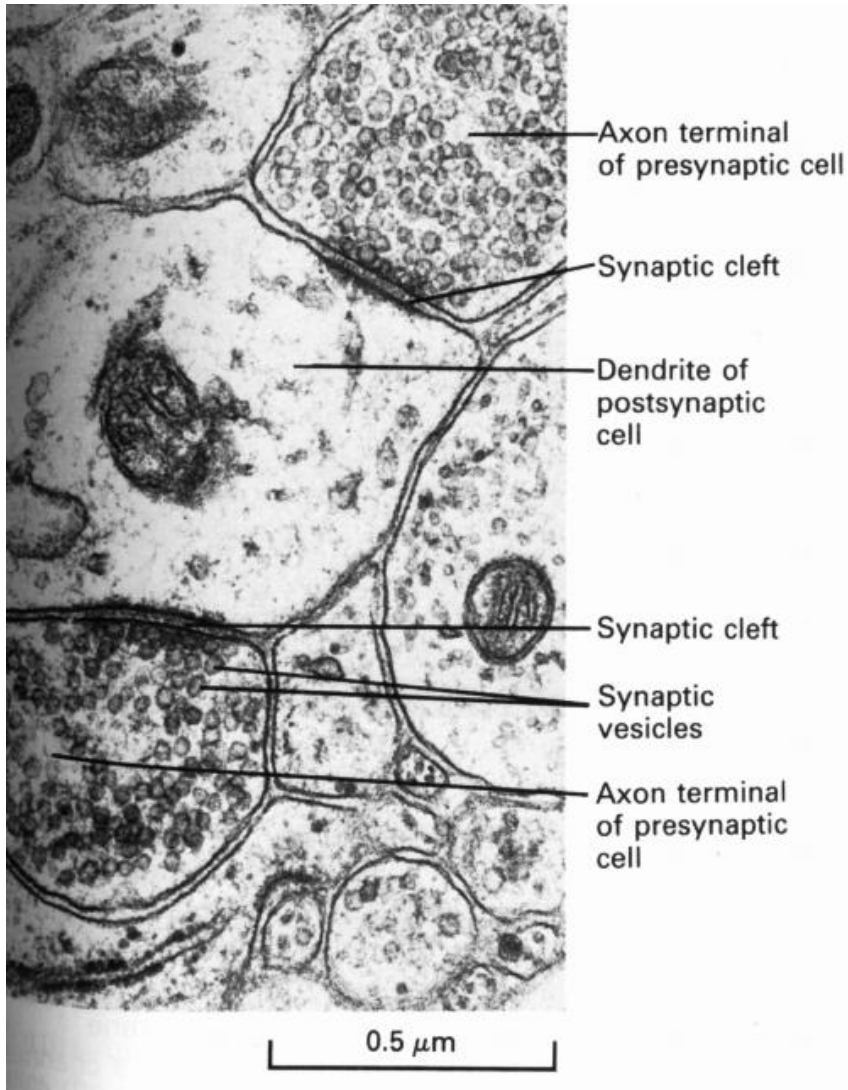 Axon terminal
of presynaptic cell
Synaptic cleft
Dendrite of
postsynaptic
cell
Synaptic cleft
Synaptic
vesicles
Axon terminal
of presynaptic
cell
0.5 μm